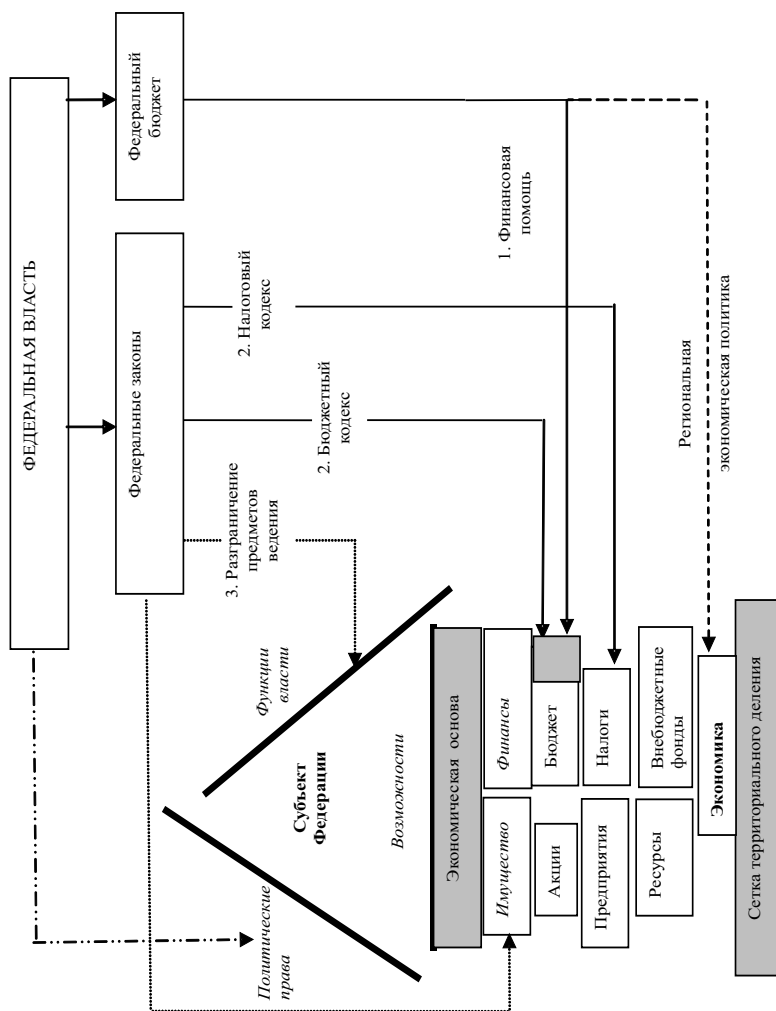 ФЕДЕРАЛЬНАЯ ВЛАСТЬ
Федеральные законы
Федеральный
бюджет
3. Разграничение
предметов
ведения
2. Бюджетный
кодекс
2. Налоговый
кодекс
1. Финансовая
помощь
Политические
права
Функции
власти
Субъект
Федерации
Возможности
Экономическая основа
Имущество
Финансы
Акции
Бюджет
Предприятия
Налоги
Ресурсы
Внебюджетные
фонды
Региональная
экономическая политика
Экономика
Сетка территориального деления